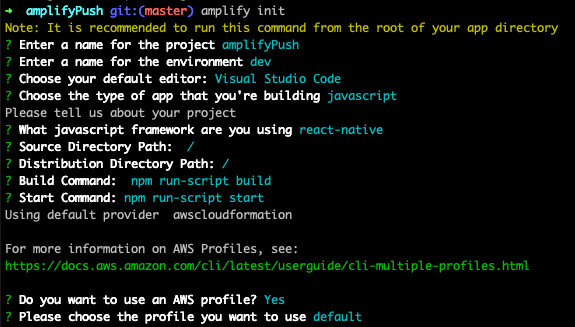 → amplifyPush git:(master) amplify init
Note: It is recommended to run this command from the root of your app directory
? Enter a name for the project amplifyPush
? Enter a name for the environment dev
? Choose your default editor: Visual Studio Code
? Choose the type of app that you're building javascript
Please tell us about your project
? What javascript framework are you using react-native
? Source Directory Path:  /
? Distribution Directory Path: /
? Build Command:  npm run-script build
? Start Command: npm run-script start
Using default provider  awscloudformation
For more information on AWS Profiles, see:
https://docs.aws.amazon.com/cli/latest/userguide/cli-multiple-profiles.html
? Do you want to use an AWS profile? Yes
? Please choose the profile you want to use default